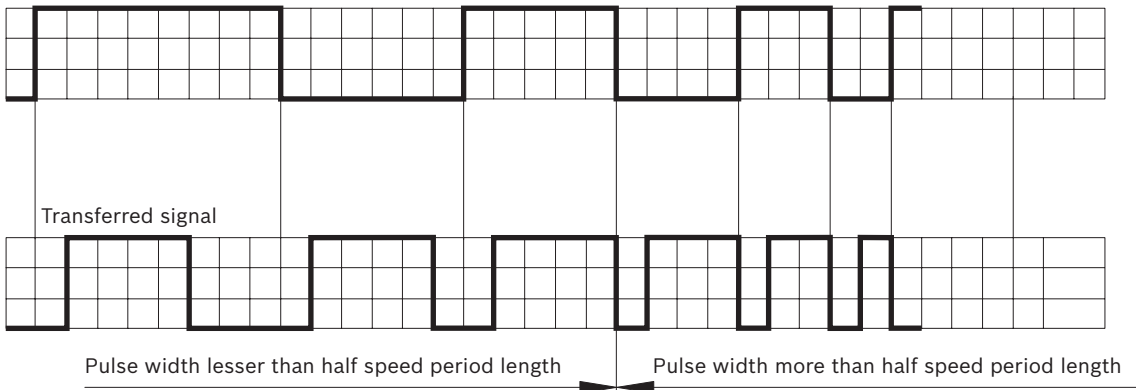 Transferred signal
Pulse width lesser than half speed period length
Pulse width more than half speed period length